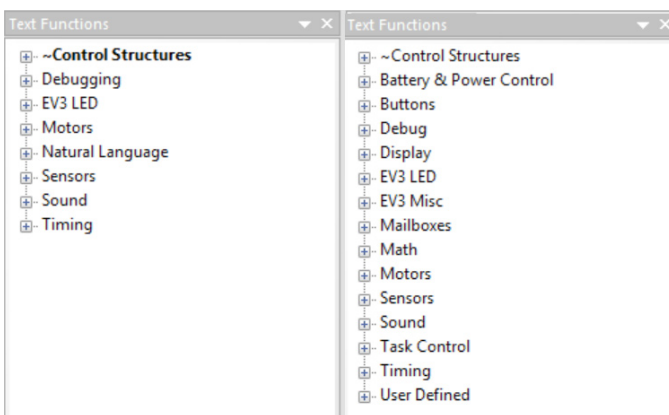 Text Functions
~Control Structures
Debugging
EV3 LED
Motors
Natural Language
Sensors
Sound
Timing
Text Functions
~Control Structures
Battery & Power Control
Buttons
Debug
Display
EV3 LED
EV3 Misc
Mailboxes
Math
Motors
Sensors
Sound
Task Control
Timing
User Defined